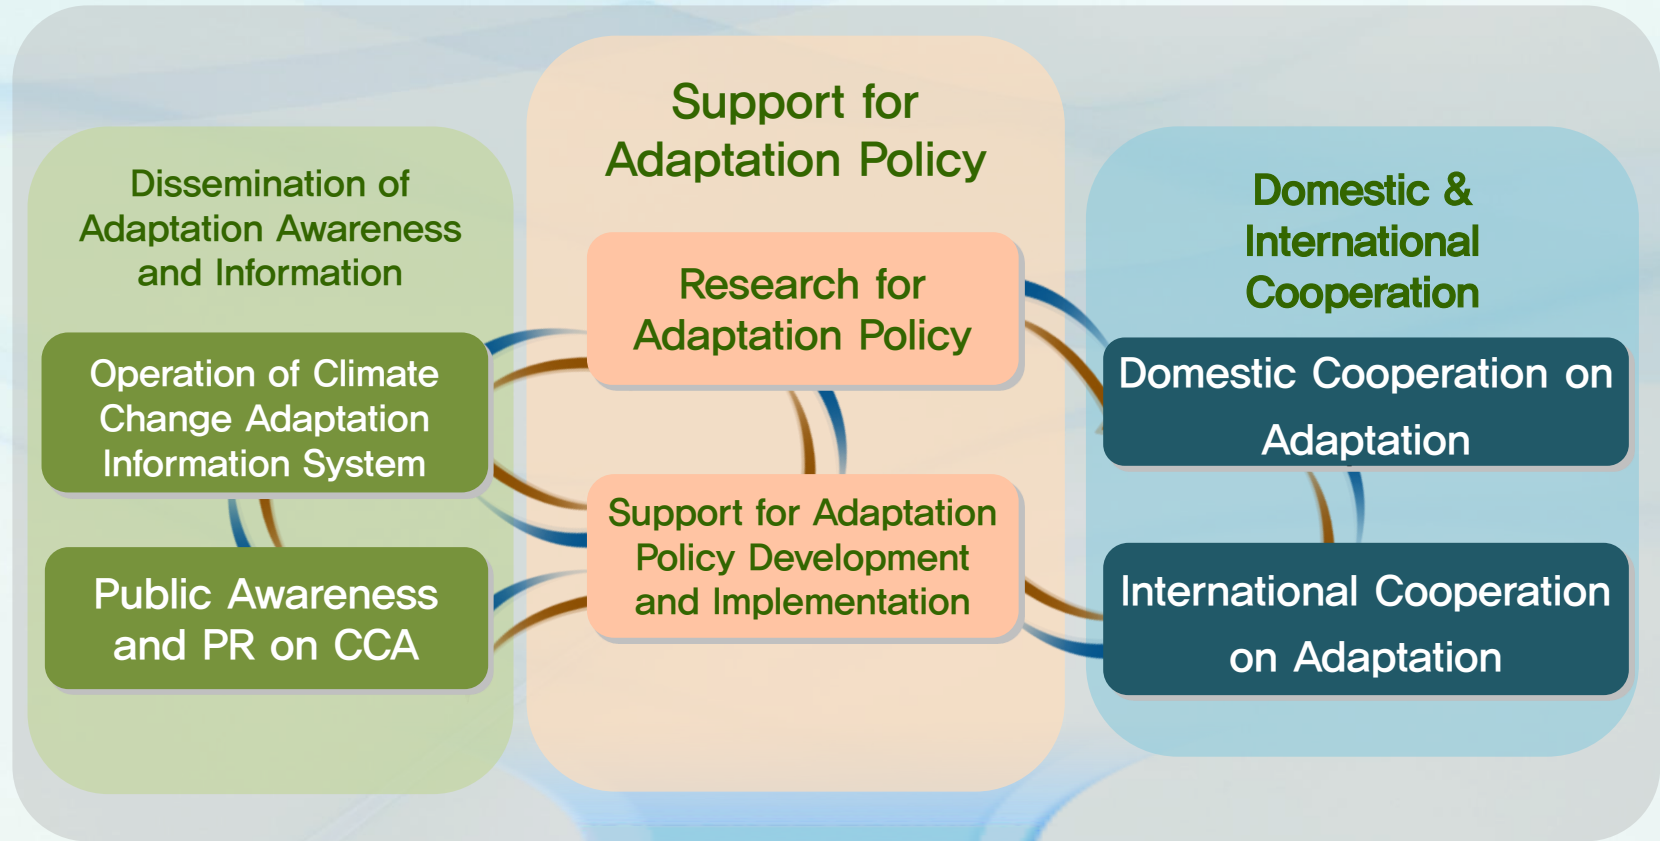 Dissemination of
Adaptation Awareness
and Information
Operation of Climate
Change Adaptation
Information System
Public Awareness
and PR on CCA
Support for
Adaptation Policy
Research for
Adaptation Policy
Support for Adaptation
Policy Development
and Implementation
Domestic &
International
Cooperation
Domestic Cooperation on
Adaptation
International Cooperation
on Adaptation